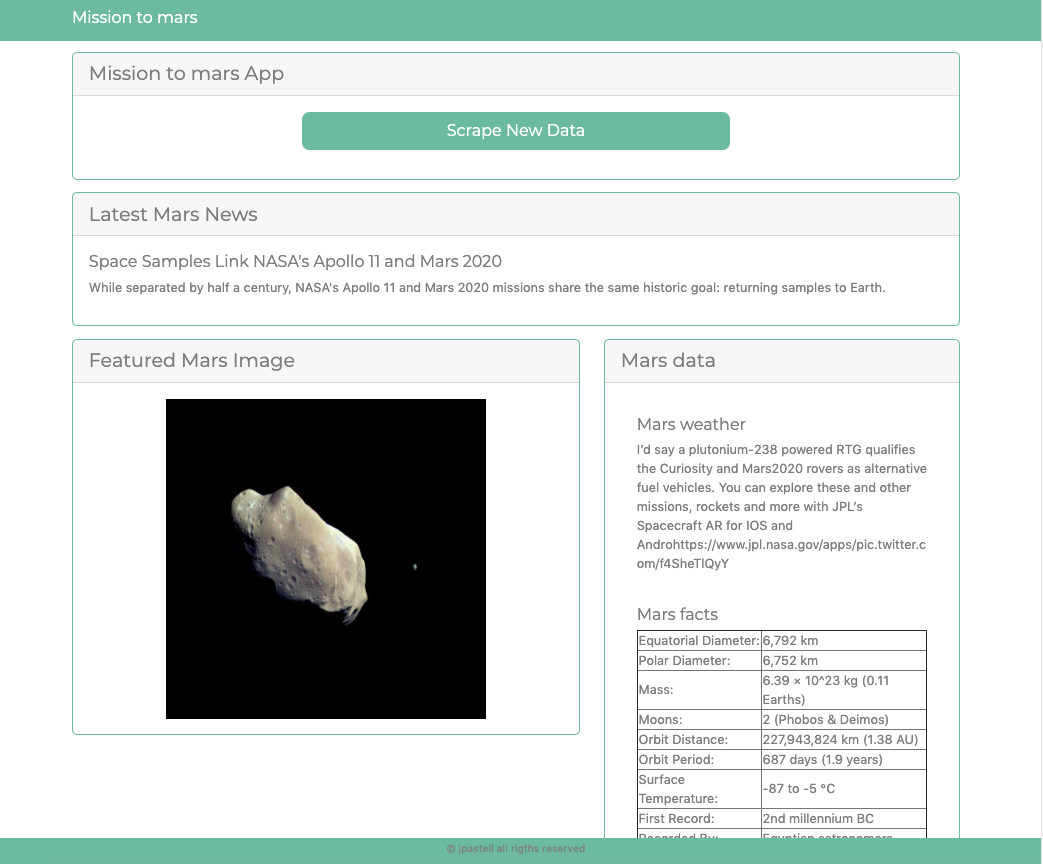 Mission to mars
Mission to mars App
Scrape New Data
Latest Mars News
Space Samples Link NASA's Apollo 11 and Mars 2020
While separated by half a century, NASA's Apollo 11 and Mars 2020 missions share the same historic goal: returning samples to Earth.
Featured Mars Image
Mars data
Mars weather
I'd say a plutonium-238 powered RTG qualifies
the Curiosity and Mars2020 rovers as alternative
fuel vehicles. You can explore these and other
missions, rockets and more with JPL's
Spacecraft AR for IOS and
Androhttps://www.jpl.nasa.gov/apps/pic.twitter.c
om/f4SheTIQyY
Mars facts
Equatorial Diameter: 6,792 km
Polar Diameter: 6,752 km
Mass: 6.39 × 10^23 kg (0.11
Earths)
Moons: 2 (Phobos & Deimos)
Orbit Distance: 227,943,824 km (1.38 AU)
Orbit Period: 687 days (1.9 years)
Surface
Temperature: -87 to -5 °C
First Record: 2nd millennium BC
Recorded By: Egyptian astronomers
© jpastell all rigths reserved